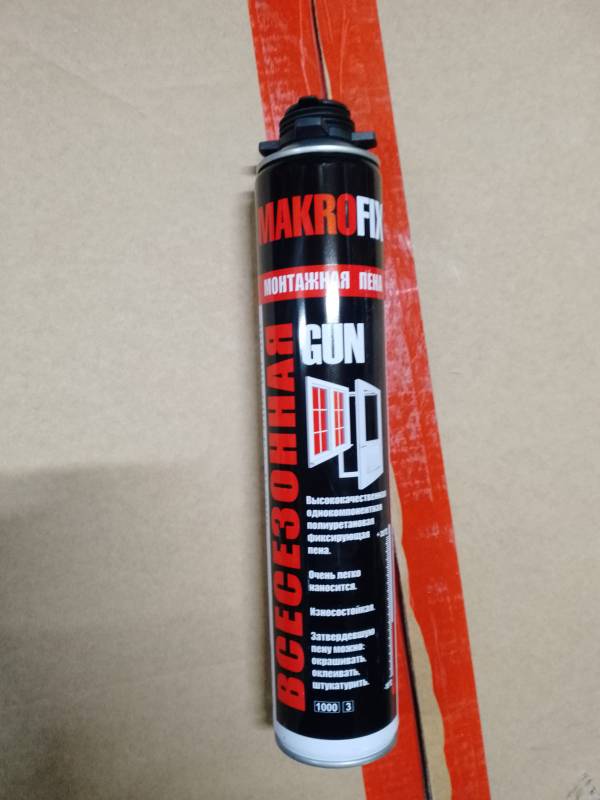 MAKROFIX
МОНТАЖНАЯ ПЕНА
ВСЕСЕЗОННАЯ
GUN
Высококачественная
однокомпонентная
полиуретановая
фиксирующая
пена.
Очень легко
наносится.
Износостойкая.
Затвердевшую
пену можно:
окрашивать,
оклеивать,
штукатурить.
1000 3